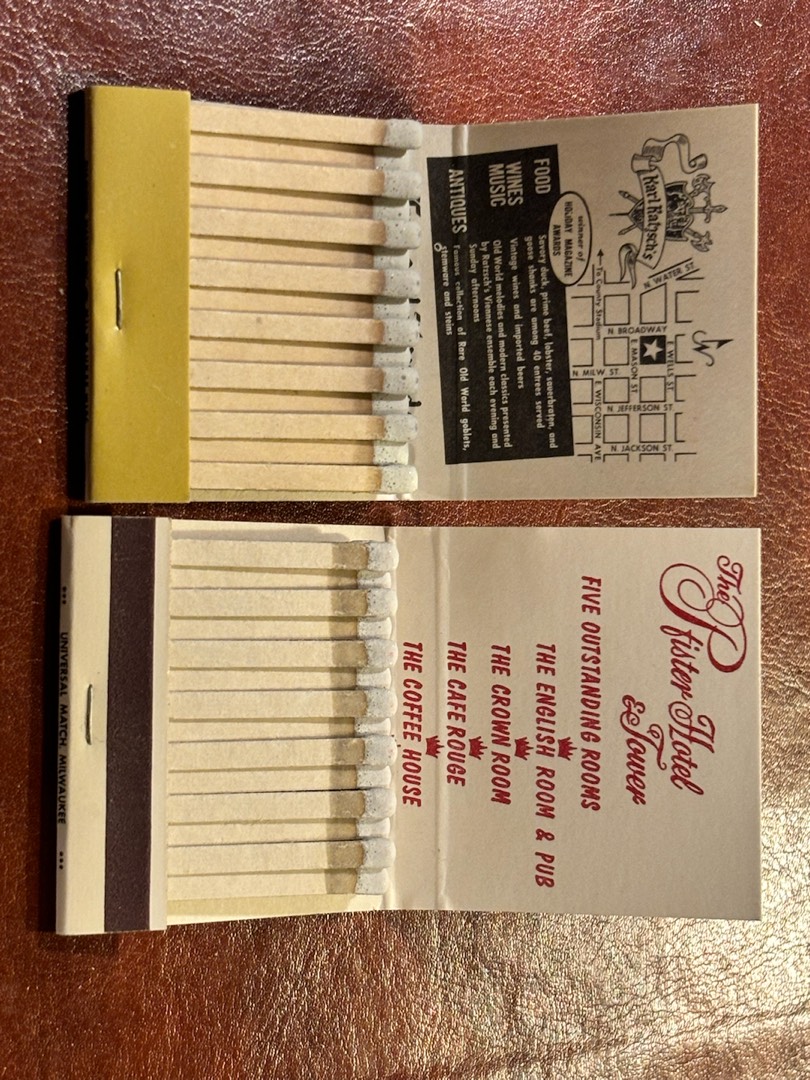 Karl Ratzsch's
N. WATER ST.
N. BROADWAY
WELLS ST
E. MASON ST.
N. MILW. ST.
N. JEFFERSON ST.
E. WISCONSIN AVE
N. JACKSON ST.
To County Stadium
N
winner of
HOLIDAY MAGAZINE
AWARDS
FOOD
Savory duck, prime beef, lobster, sauerbraten, and
goose shanks are among 40 entrees served
WINES
Vintage wines and imported beers
MUSIC
Old World melodies and modern classics presented
by Ratzsch's Viennese ensemble each evening and
Sunday afternoons
ANTIQUES
Famous collection of Rare Old World goblets,
stemware and steins
The Pfister Hotel
& Tower
FIVE OUTSTANDING ROOMS
THE ENGLISH ROOM & PUB
THE CROWN ROOM
THE CAFE ROUGE
THE COFFEE HOUSE
••• UNIVERSAL MATCH, MILWAUKEE •••